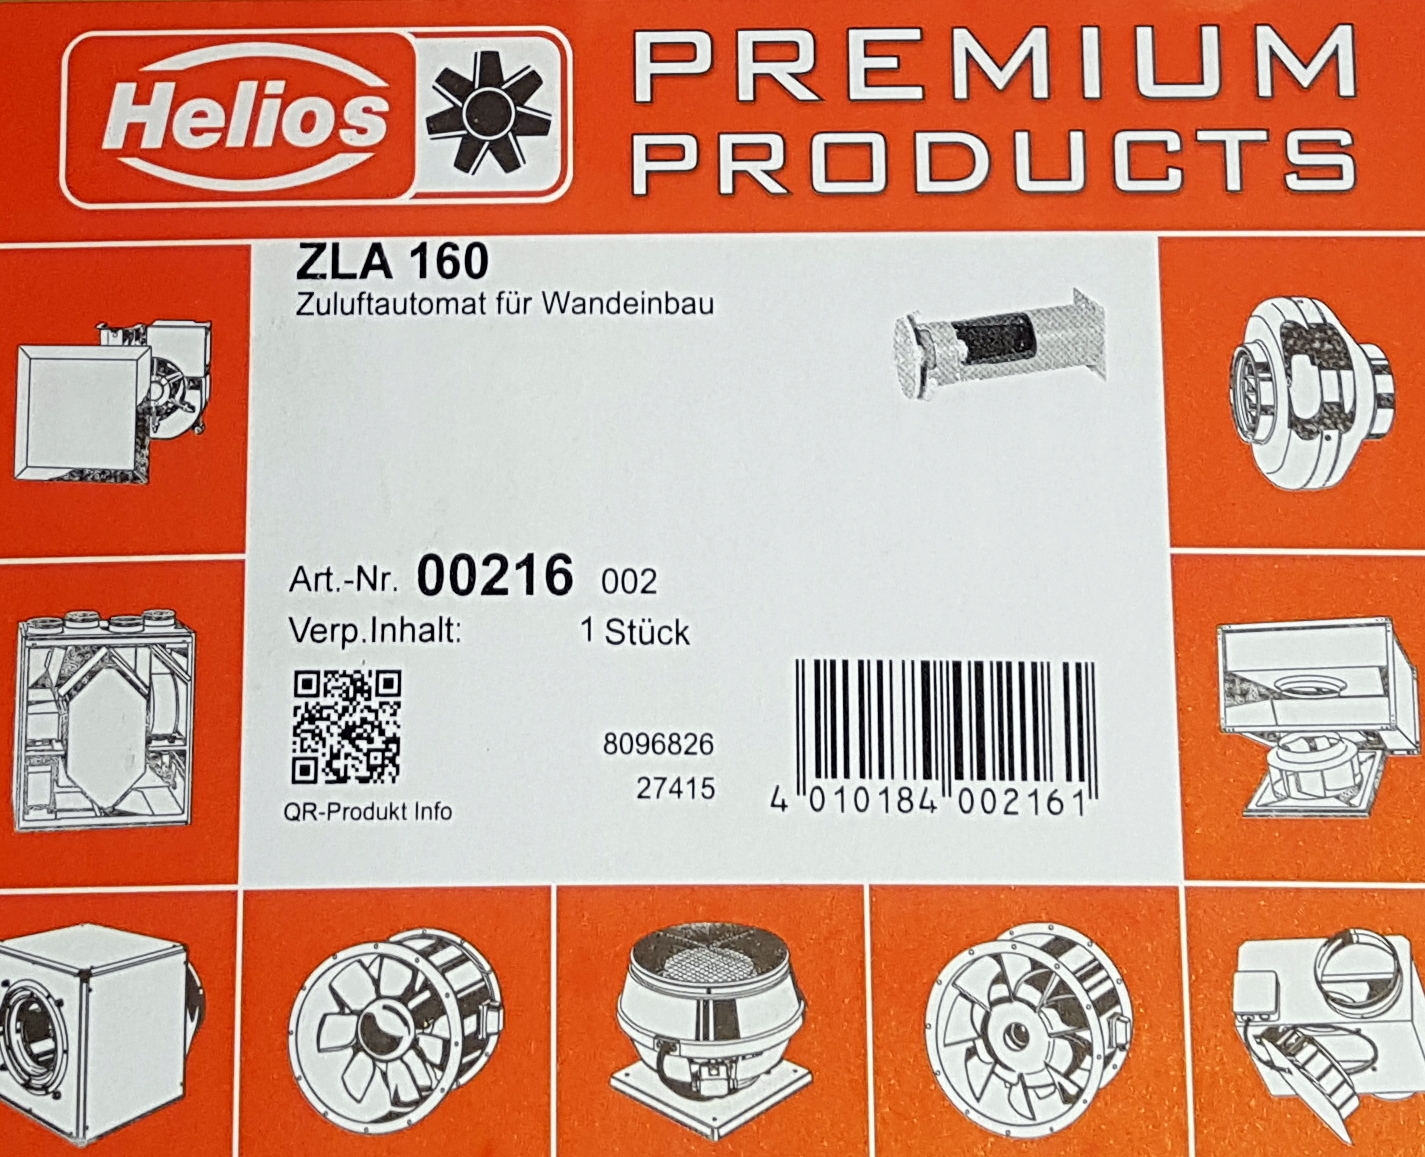 Helios
PREMIUM
PRODUCTS
ZLA 160
Zuluftautomat für Wandeinbau
Art.-Nr. 00216 002
Verp.Inhalt: 1 Stück
8096826
27415
QR-Produkt Info
4 010184 002161